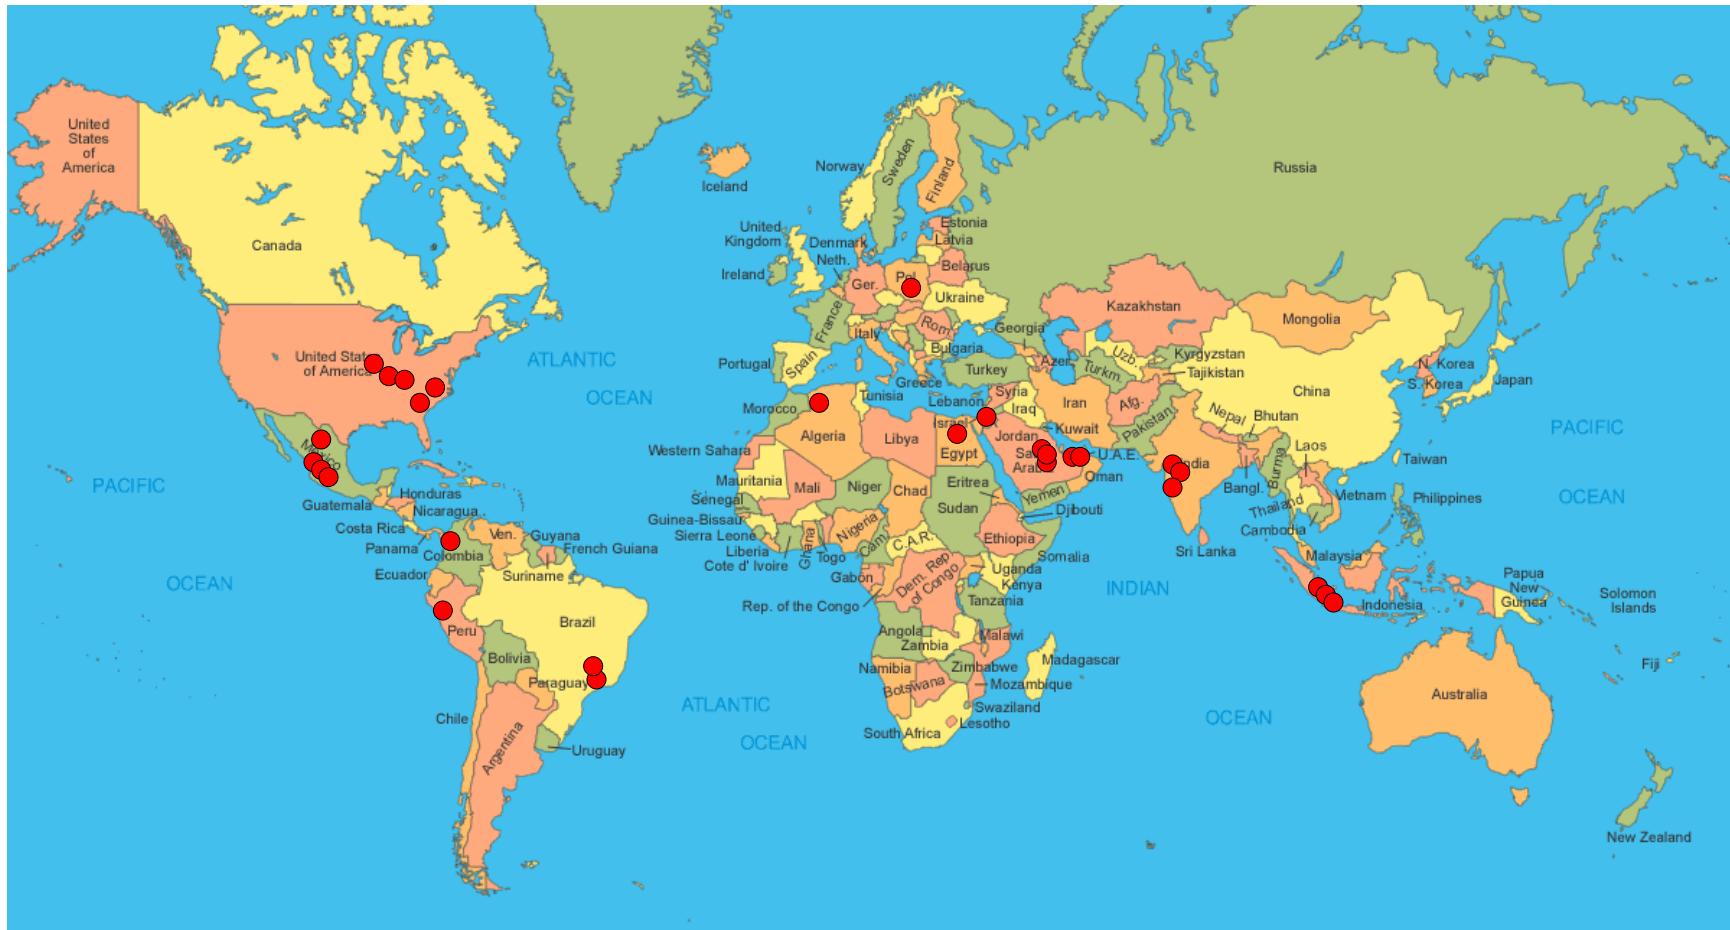 United
States
of
America
Canada
United Stat
of America
ATLANTIC
OCEAN
PACIFIC
OCEAN
Mexico
Guatemala
Honduras
Nicaragua
Costa Rica
Panama
Ven.
Guyana
French Guiana
Suriname
Colombia
Ecuador
Peru
Brazil
Bolivia
Paraguay
Chile
Argentina
Uruguay
ATLANTIC
OCEAN
Iceland
Norway
Sweden
Finland
Russia
United
Kingdom
Ireland
Denmark
Neth.
Estonia
Latvia
Belarus
Pol.
Ger.
Ukraine
France
Italy
Rom.
Bulgaria
Portugal
Spain
Greece
Turkey
Georgia
Azer.
Kazakhstan
Uzb.
Turkm.
Kyrgyzstan
Tajikistan
Mongolia
China
N. Korea
S. Korea
Japan
Morocco
Tunisia
Algeria
Libya
Egypt
Western Sahara
Mauritania
Mali
Niger
Chad
Sudan
Eritrea
Senegal
Guinea-Bissau
Sierra Leone
Liberia
Cote d' Ivoire
Ghana
Togo
Nigeria
Cam.
C.A.R.
Ethiopia
Djibouti
Somalia
Gabon
Rep. of the Congo
Dem. Rep.
of Congo
Uganda
Kenya
Tanzania
Angola
Zambia
Malawi
Namibia
Botswana
Zimbabwe
Mozambique
Madagascar
Swaziland
Lesotho
South Africa
Lebanon
Israel
Syria
Iraq
Iran
Jordan
Kuwait
Sa
Arab
U.A.E.
Oman
Yemen
Afg.
Pakistan
Nepal
Bhutan
ndia
Bangl.
Burma
Laos
Thailand
Vietnam
Cambodia
Sri Lanka
Taiwan
Philippines
Malaysia
Indonesia
Papua
New
Guinea
Solomon
Islands
INDIAN
OCEAN
PACIFIC
OCEAN
Australia
Fiji
New Zealand